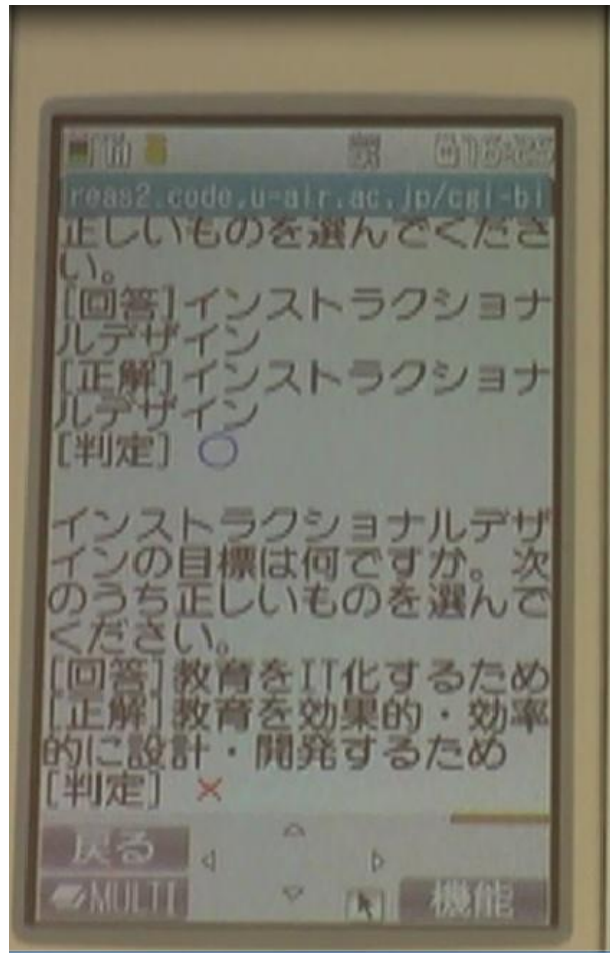 16:25
reas2.code.u-air.ac.jp/cgi-bi
正しいものを選んでくださ
い。
[回答]インストラクショナ
ルデザイン
[正解]インストラクショナ
ルデザイン
[判定] ○
インストラクショナルデザ
インの目標は何ですか。次
のうち正しいものを選んで
ください。
[回答]教育をIT化するため
[正解]教育を効果的・効率
的に設計・開発するため
[判定] ×
戻る
MULTI
機能